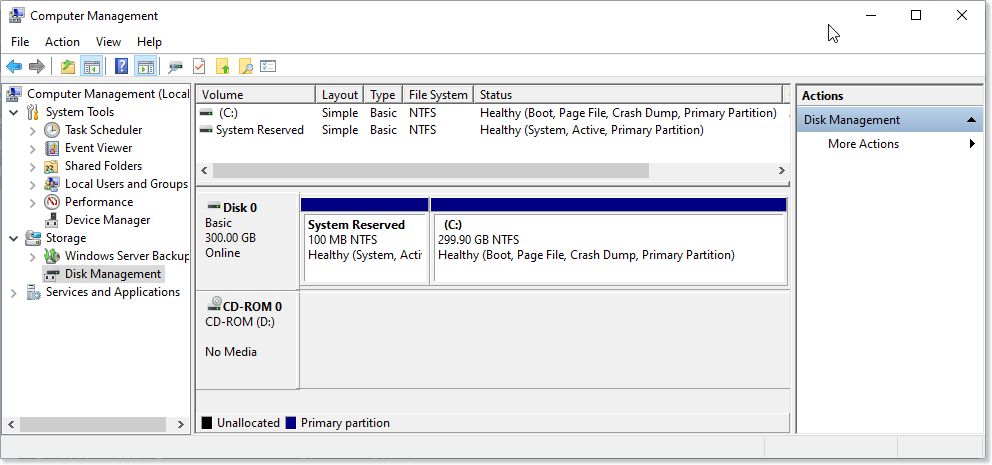 Computer Management
File Action View Help
Computer Management (Local
System Tools
Task Scheduler
Event Viewer
Shared Folders
Local Users and Groups
Performance
Device Manager
Storage
Windows Server Backup
Disk Management
Services and Applications
Volume Layout Type File System Status
(C:) Simple Basic NTFS Healthy (Boot, Page File, Crash Dump, Primary Partition)
System Reserved Simple Basic NTFS Healthy (System, Active, Primary Partition)
Disk 0
Basic
300.00 GB
Online
System Reserved
100 MB NTFS
Healthy (System, Acti
(C:)
299.90 GB NTFS
Healthy (Boot, Page File, Crash Dump, Primary Partition)
CD-ROM 0
CD-ROM (D:)
No Media
Unallocated Primary partition
Actions
Disk Management
More Actions